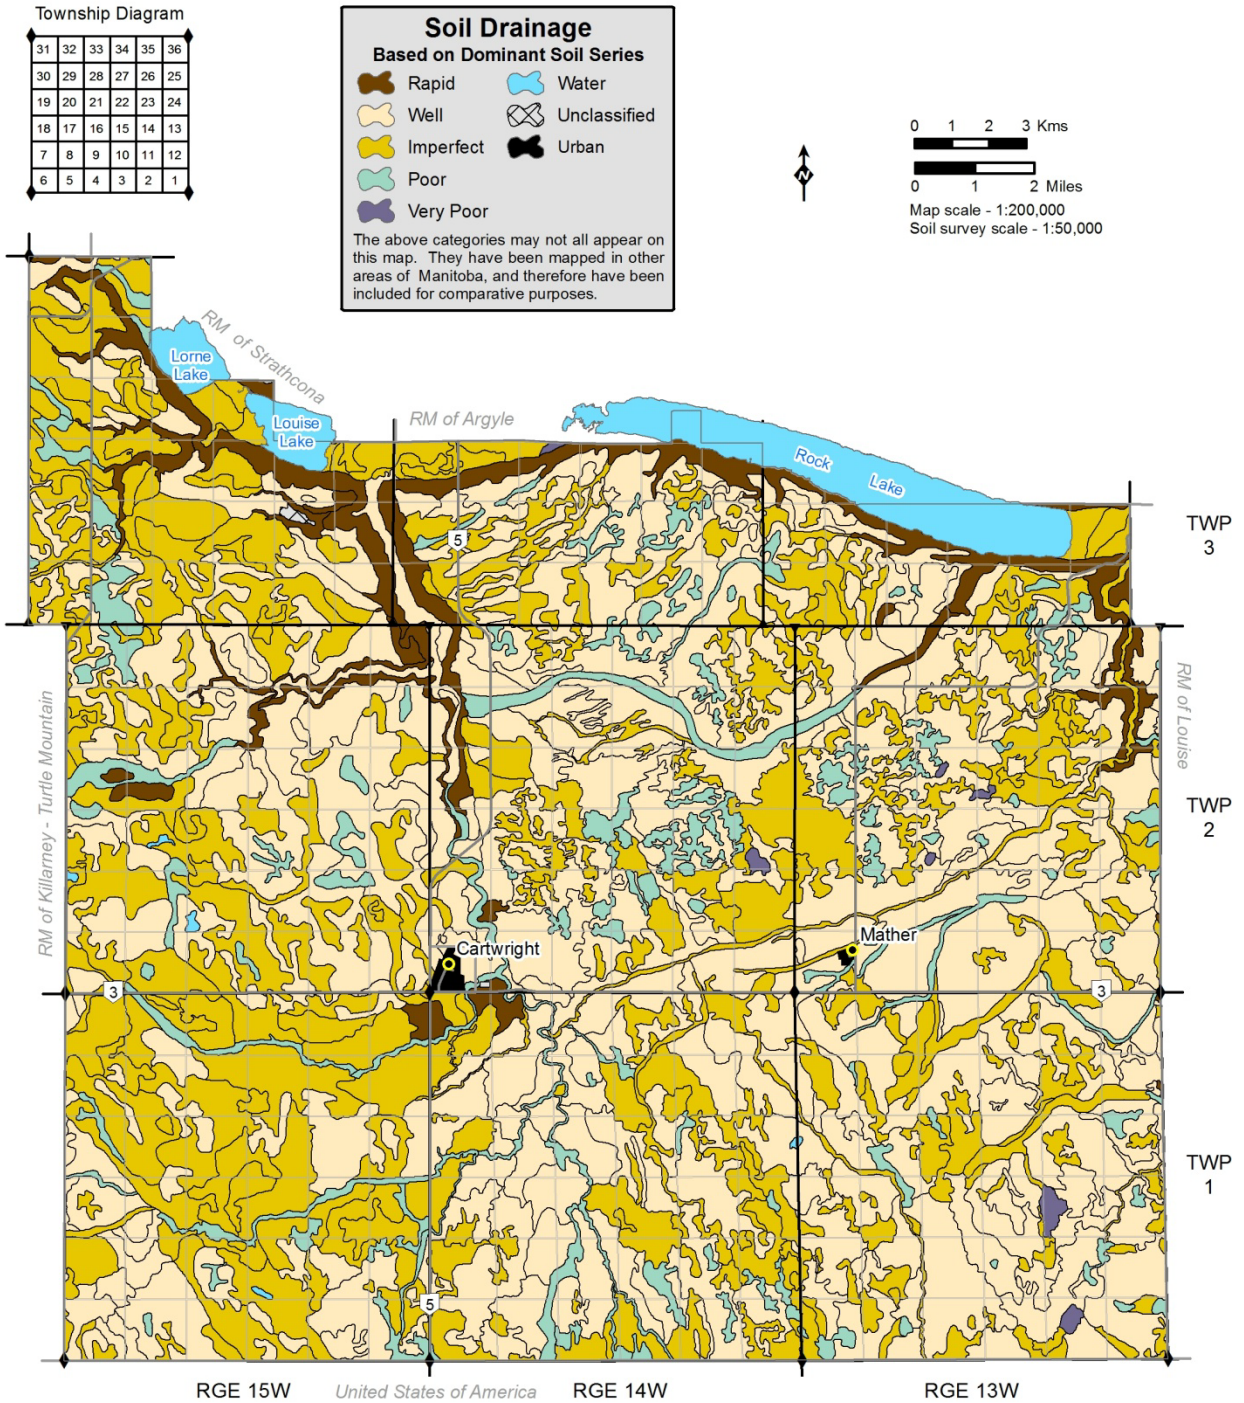 Township Diagram
31 32 33 34 35 36
30 29 28 27 26 25
19 20 21 22 23 24
18 17 16 15 14 13
7 8 9 10 11 12
6 5 4 3 2 1
Soil Drainage
Based on Dominant Soil Series
Rapid
Well
Imperfect
Poor
Very Poor
Water
Unclassified
Urban
The above categories may not all appear on
this map. They have been mapped in other
areas of Manitoba, and therefore have been
included for comparative purposes.
N
0 1 2 3 Kms
0 1 2 Miles
Map scale - 1:200,000
Soil survey scale - 1:50,000
RM of Strathcona
Lorne
Lake
Louise
Lake
RM of Argyle
Rock
Lake
5
TWP
3
RM of Killarney - Turtle Mountain
RM of Louise
TWP
2
Cartwright
Mather
3
3
TWP
1
5
RGE 15W
United States of America
RGE 14W
RGE 13W